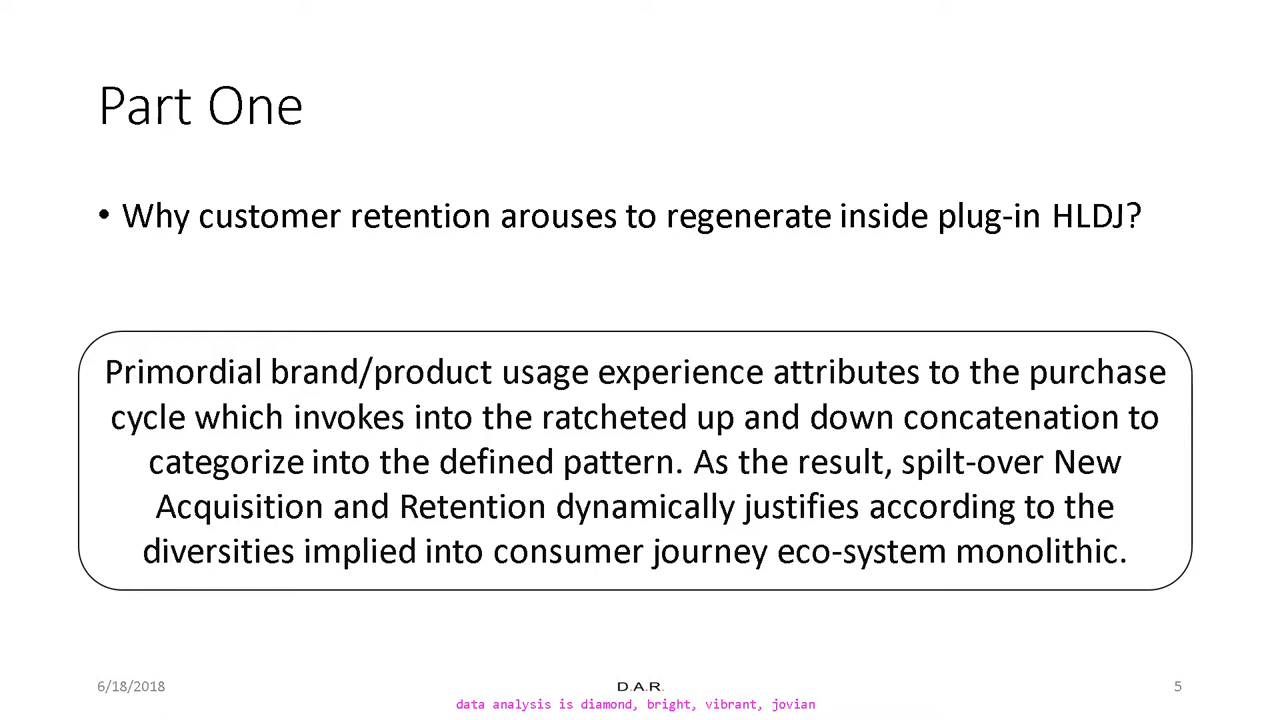 Part One
• Why customer retention arouses to regenerate inside plug-in HLDJ?
Primordial brand/product usage experience attributes to the purchase
cycle which invokes into the ratcheted up and down concatenation to
categorize into the defined pattern. As the result, spilt-over New
Acquisition and Retention dynamically justifies according to the
diversities implied into consumer journey eco-system monolithic.
6/18/2018
D.A.R.
5
data analysis is diamond, bright, vibrant, jovian